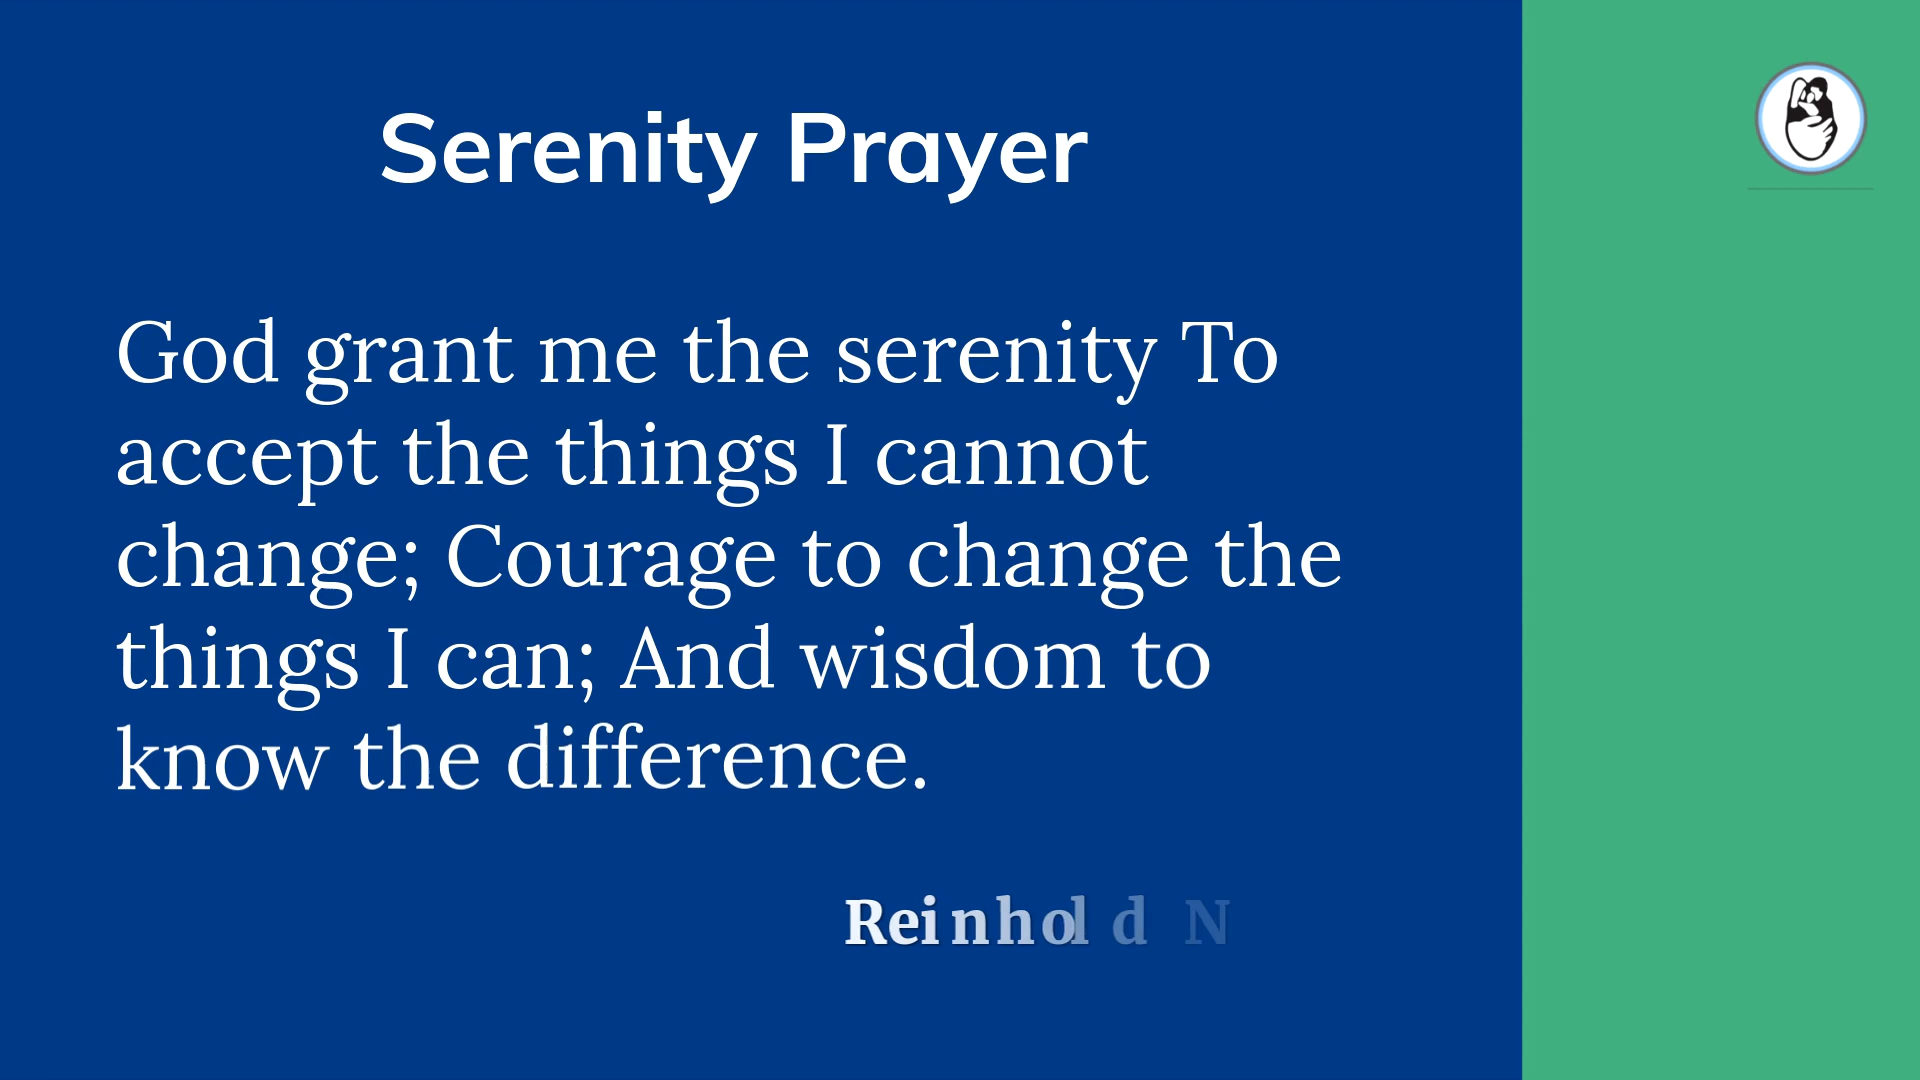 Serenity Prayer
God grant me the serenity To
accept the things I cannot
change; Courage to change the
things I can; And wisdom to
know the difference.
Reinhold N